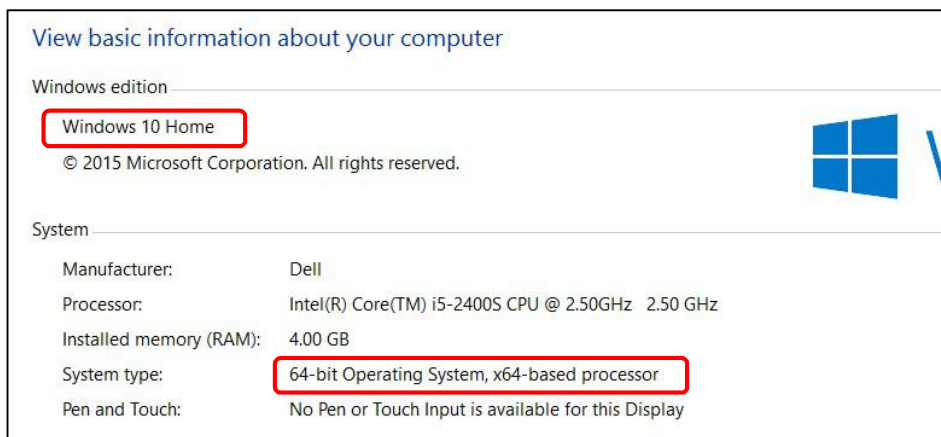 View basic information about your computer
Windows edition
Windows 10 Home
© 2015 Microsoft Corporation. All rights reserved.
System
Manufacturer: Dell
Processor: Intel(R) Core(TM) i5-2400S CPU @ 2.50GHz 2.50 GHz
Installed memory (RAM): 4.00 GB
System type: 64-bit Operating System, x64-based processor
Pen and Touch: No Pen or Touch Input is available for this Display